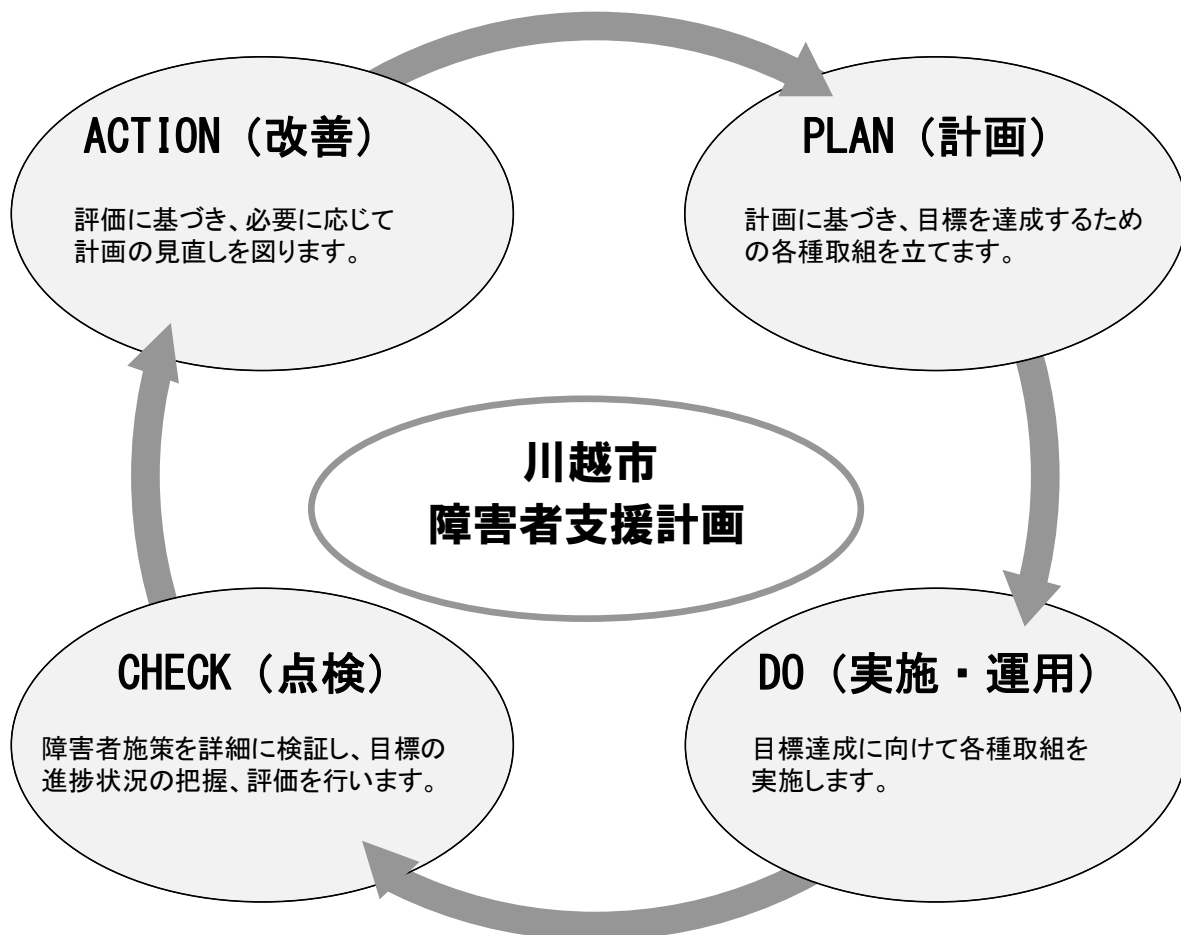 ACTION（改善）
評価に基づき、必要に応じて
計画の見直しを図ります。
PLAN（計画）
計画に基づき、目標を達成するため
の各種取組を立てます。
川越市
障害者支援計画
CHECK（点検）
障害者施策を詳細に検証し、目標の
進捗状況の把握、評価を行います。
DO（実施・運用）
目標達成に向けて各種取組を
実施します。